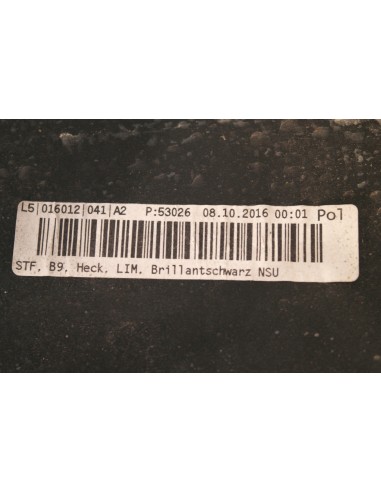 L5|016012|041|A2 P:53026 08.10.2016 00:01 Pol
STF. B9. Heck. LIM. Brillantschwarz NSU